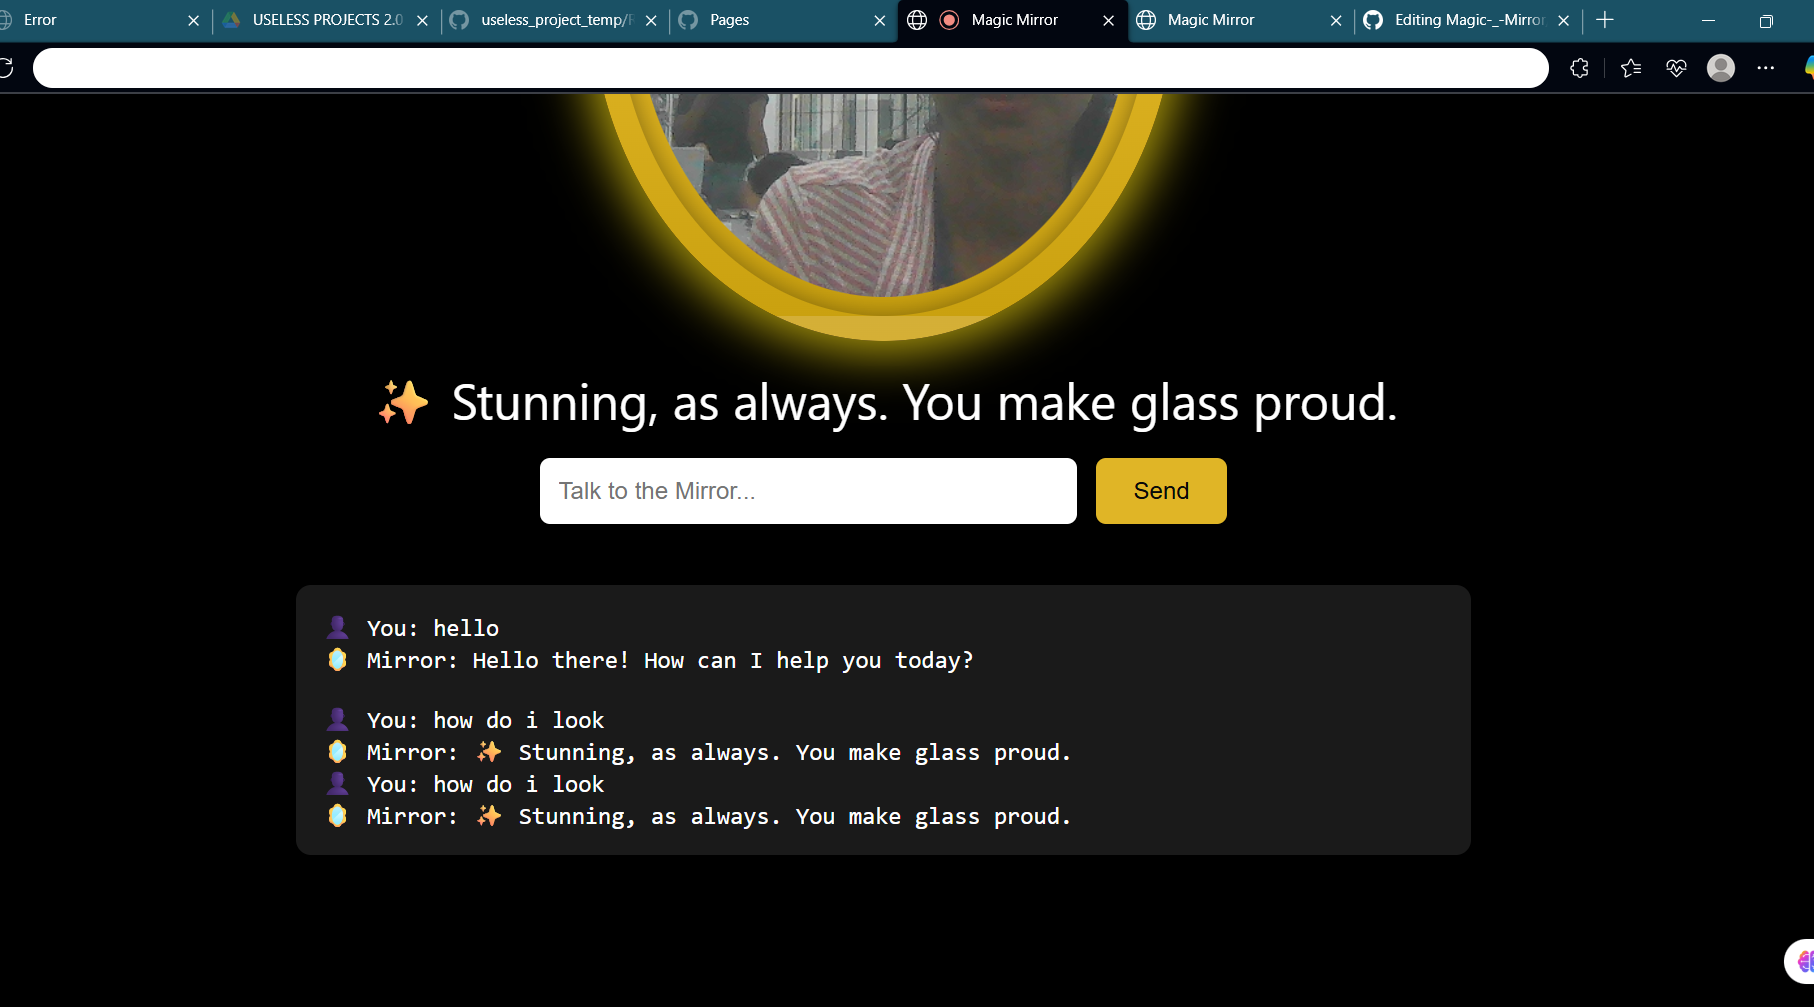 Error
USELESS PROJECTS 2.0
useless_project_temp/R
Pages
Magic Mirror
Magic Mirror
Editing Magic-_-Mirror
✨ Stunning, as always. You make glass proud.
Talk to the Mirror...
Send
👤 You: hello
🪞 Mirror: Hello there! How can I help you today?
👤 You: how do i look
🪞 Mirror: ✨ Stunning, as always. You make glass proud.
👤 You: how do i look
🪞 Mirror: ✨ Stunning, as always. You make glass proud.